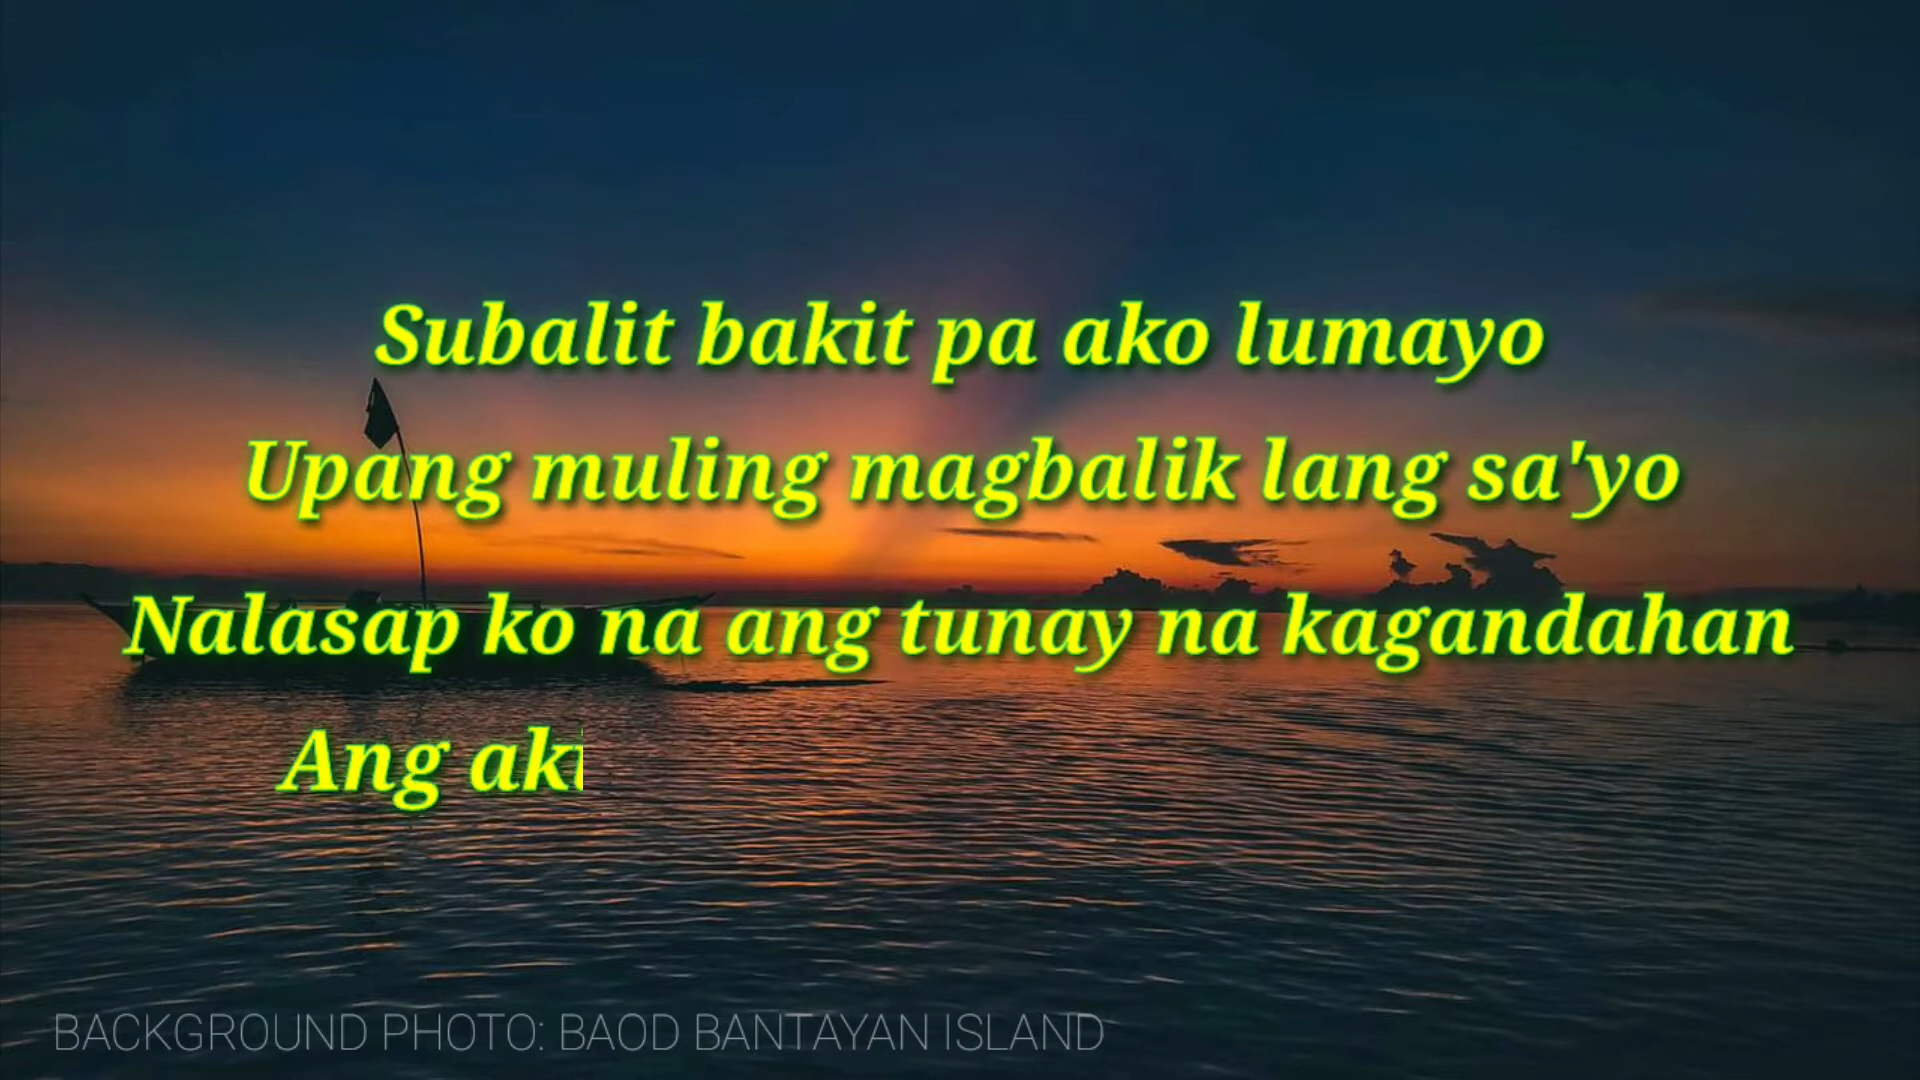 Subalit bakit pa ako lumayo
Upang muling magbalik lang sa'yo
Nalasap ko na ang tunay na kagandahan
Ang ak
BACKGROUND PHOTO: BAOD BANTAYAN ISLAND